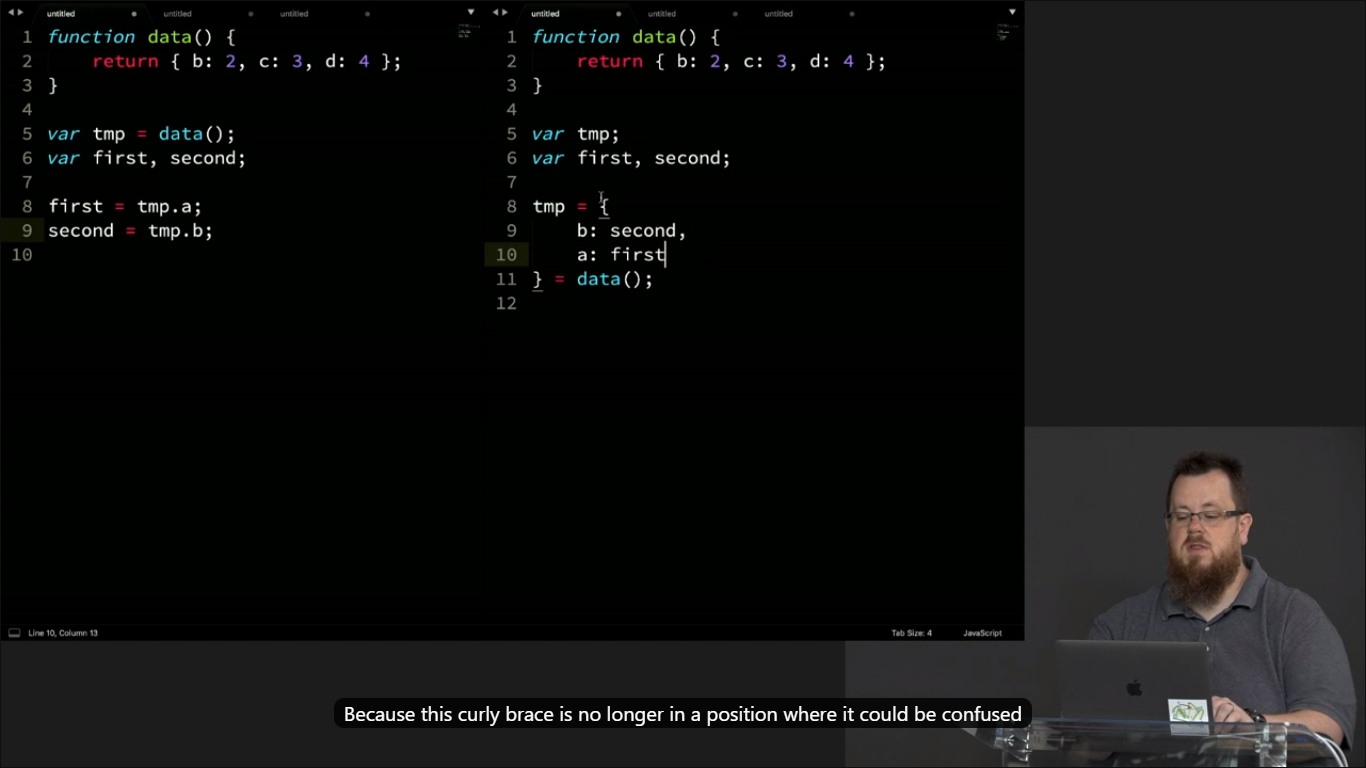 untitled untitled untitled
1 function data() {
2 return { b: 2, c: 3, d: 4 };
3 }
4
5 var tmp = data();
6 var first, second;
7
8 first = tmp.a;
9 second = tmp.b;
10
untitled untitled untitled
1 function data() {
2 return { b: 2, c: 3, d: 4 };
3 }
4
5 var tmp;
6 var first, second;
7
8 tmp = {
9 b: second,
10 a: first
11 } = data();
12
Line 10, Column 13 Tab Size: 4 JavaScript
Because this curly brace is no longer in a position where it could be confused